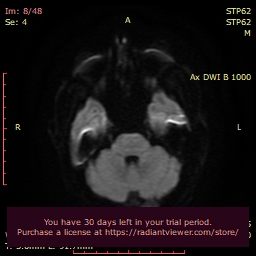 Im: 8/48
Se: 4
STP62
STP62
M
A
Ax DWI B 1000
R
L
You have 30 days left in your trial period.
Purchase a license at https://radiantviewer.com/store/